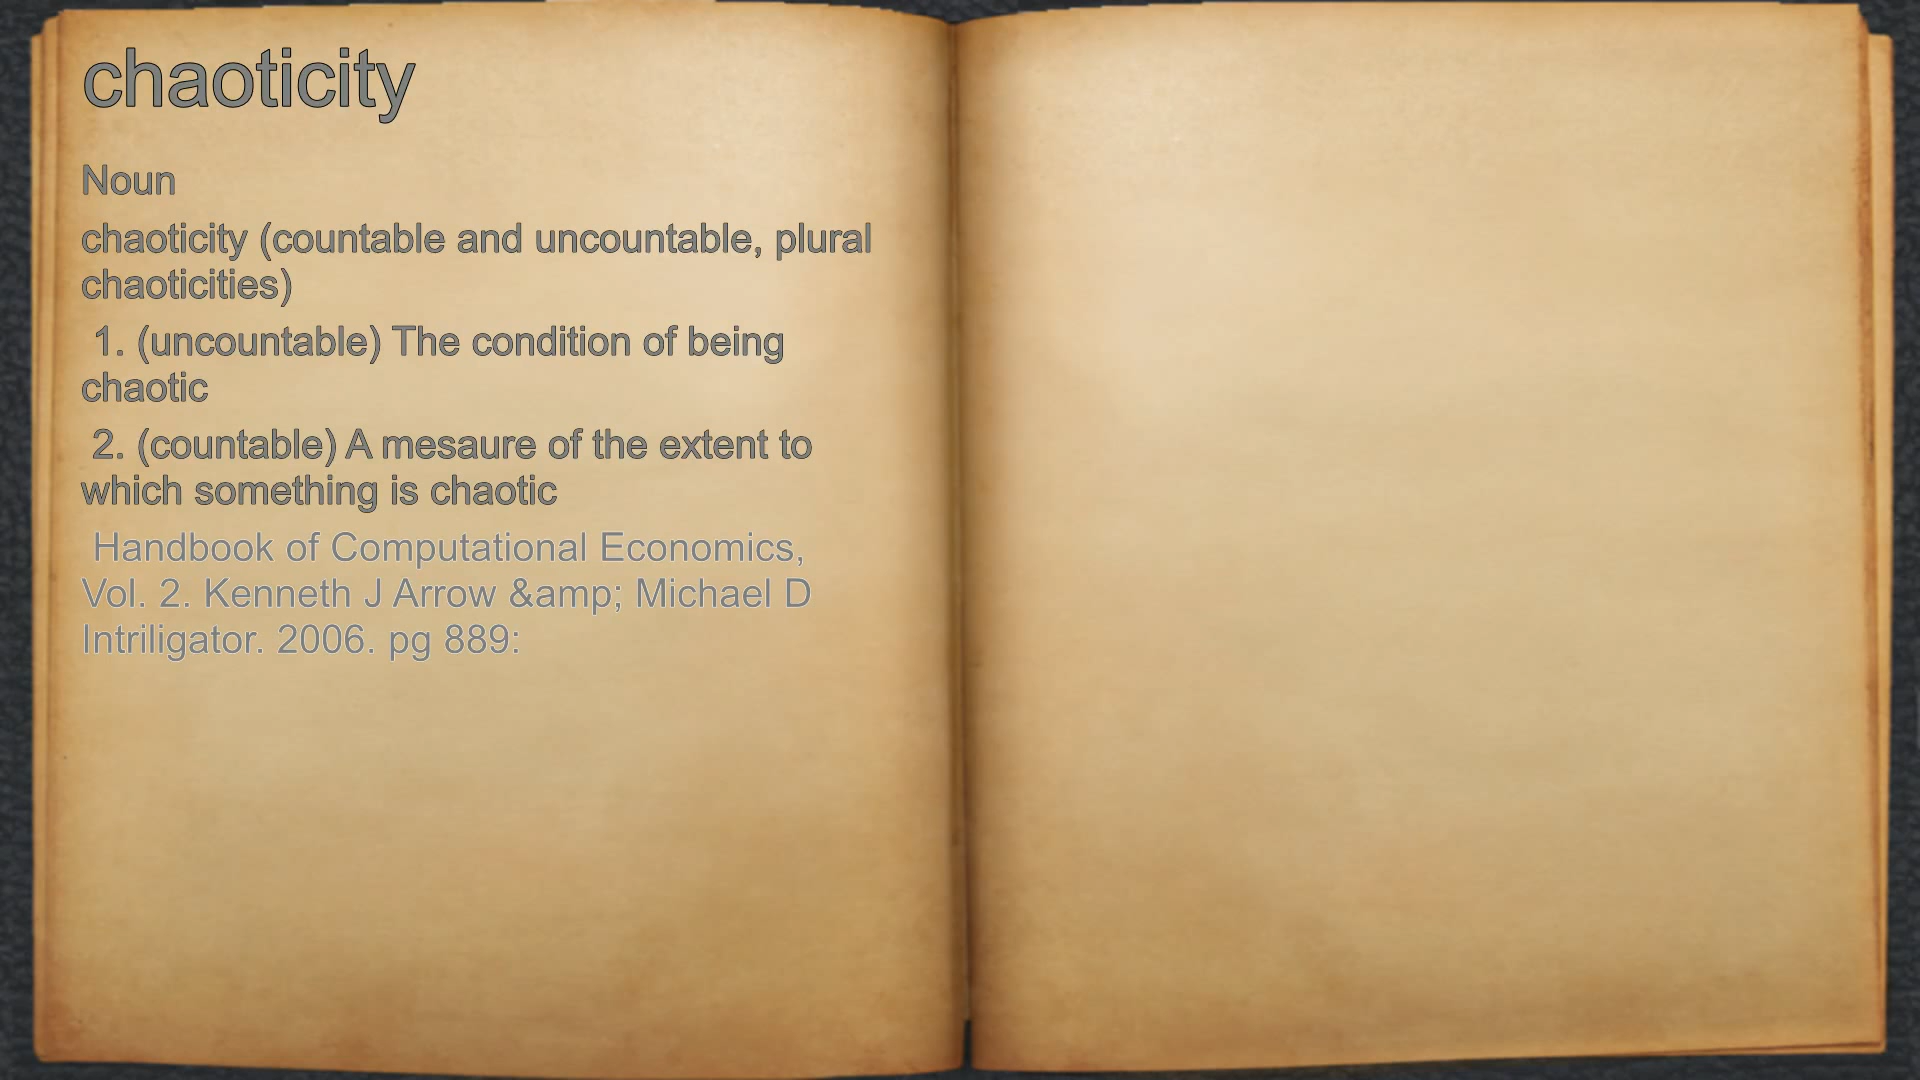 chaoticity
Noun
chaoticity (countable and uncountable, plural
chaoticities)
1. (uncountable) The condition of being
chaotic
2. (countable) A mesaure of the extent to
which something is chaotic
Handbook of Computational Economics,
Vol. 2. Kenneth J Arrow &amp; Michael D
Intriligator. 2006. pg 889: